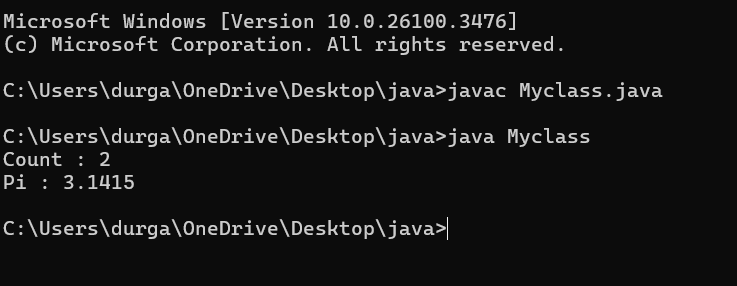 Microsoft Windows [Version 10.0.26100.3476]
(c) Microsoft Corporation. All rights reserved.
C:\Users\durga\OneDrive\Desktop\java>javac Myclass.java
C:\Users\durga\OneDrive\Desktop\java>java Myclass
Count : 2
Pi : 3.1415
C:\Users\durga\OneDrive\Desktop\java>